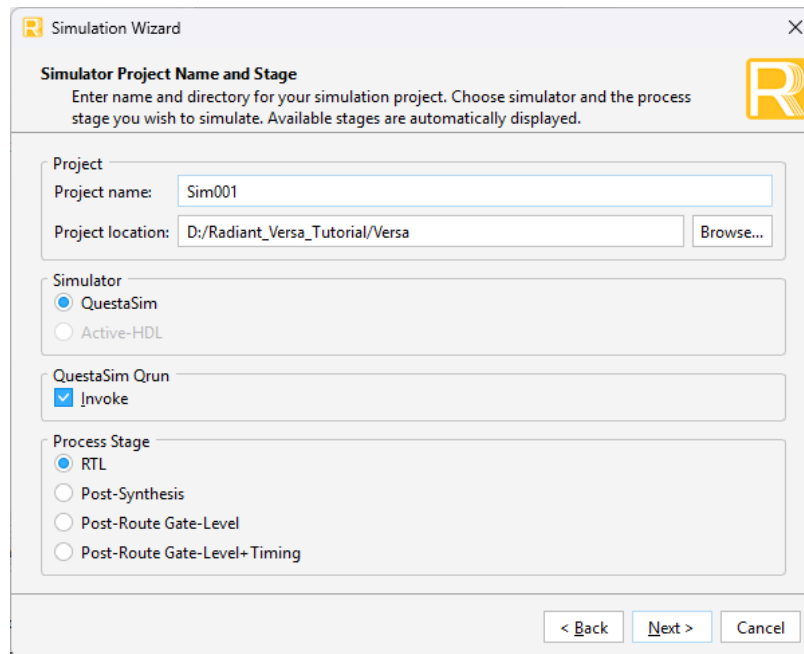 Simulation Wizard
Simulator Project Name and Stage
Enter name and directory for your simulation project. Choose simulator and the process
stage you wish to simulate. Available stages are automatically displayed.
Project
Project name: Sim001
Project location: D:/Radiant_Versa_Tutorial/Versa Browse...
Simulator
QuestaSim
Active-HDL
QuestaSim Qrun
Invoke
Process Stage
RTL
Post-Synthesis
Post-Route Gate-Level
Post-Route Gate-Level+Timing
< Back Next > Cancel